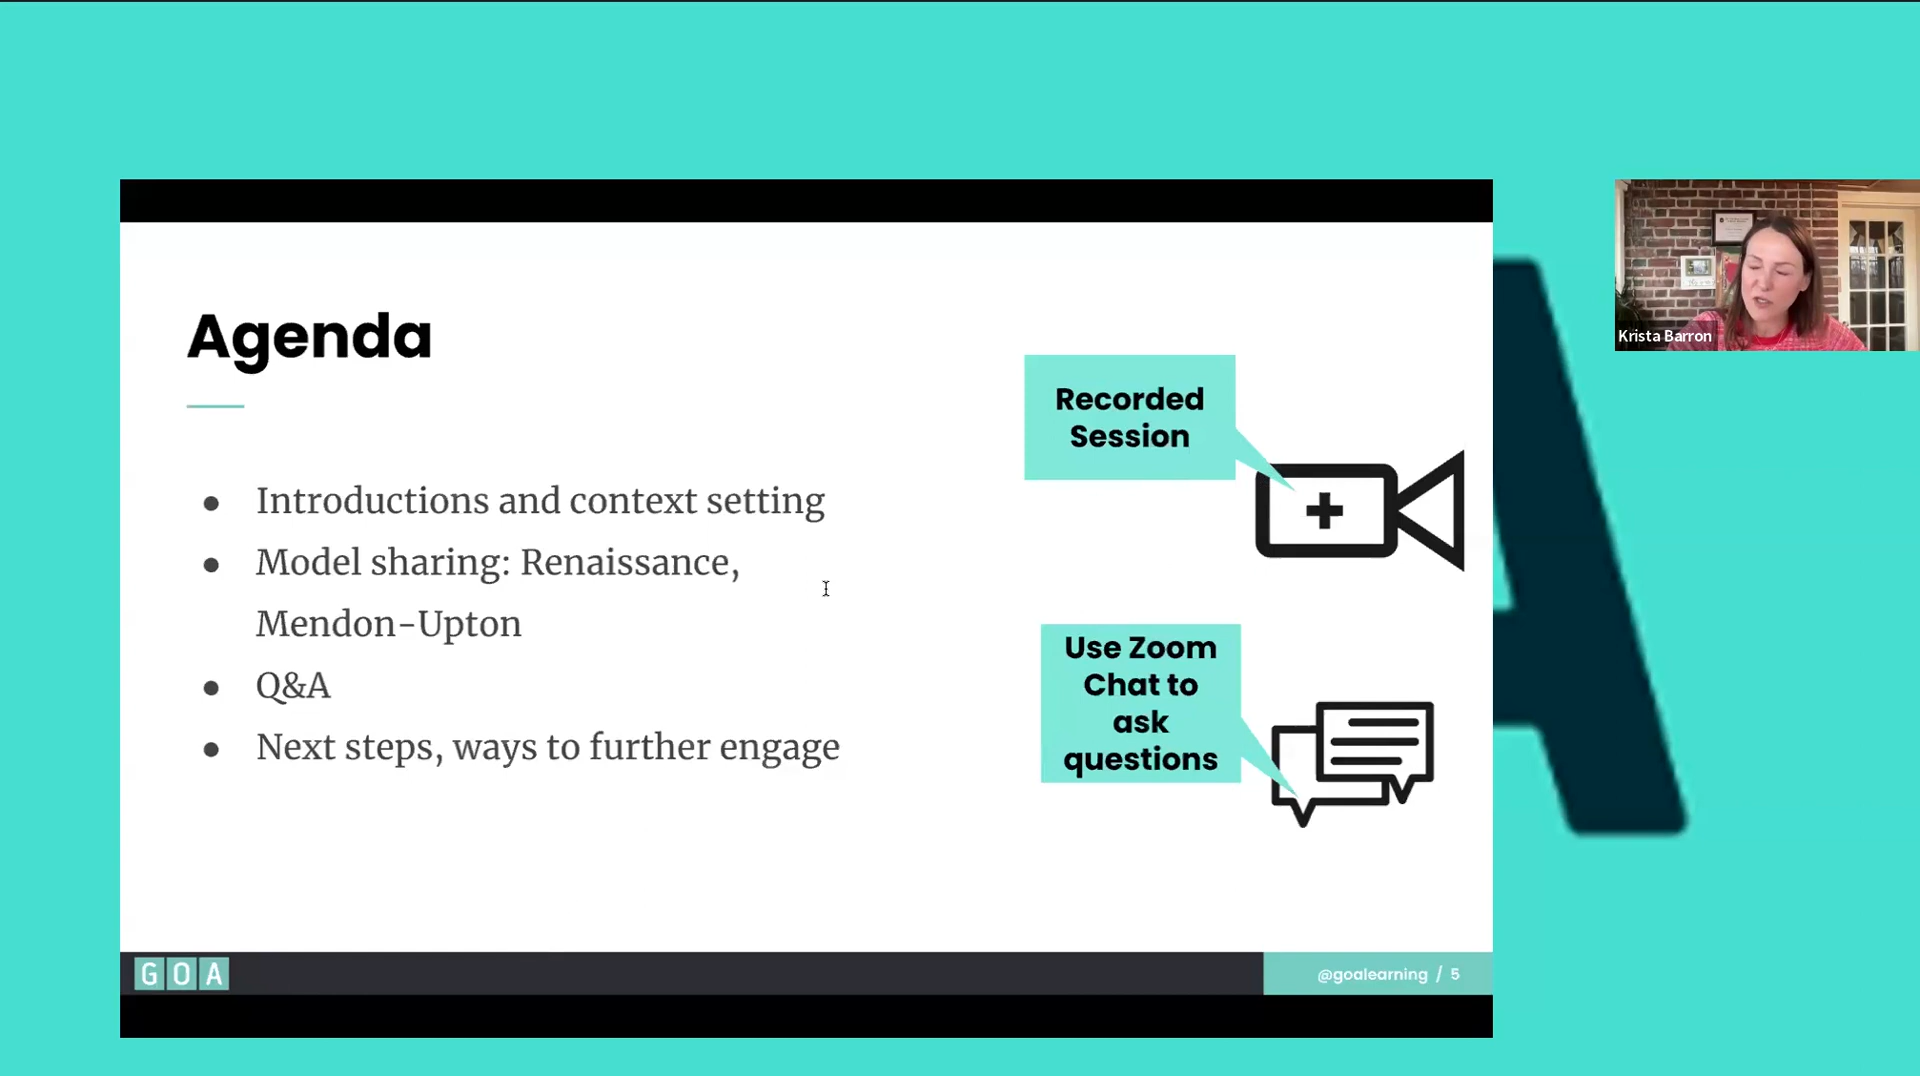 Agenda
Introductions and context setting
Model sharing: Renaissance,
Mendon-Upton
Q&A
Next steps, ways to further engage
Recorded
Session
Use Zoom
Chat to
ask
questions
GOA
@goalearning / 5
Krista Barron